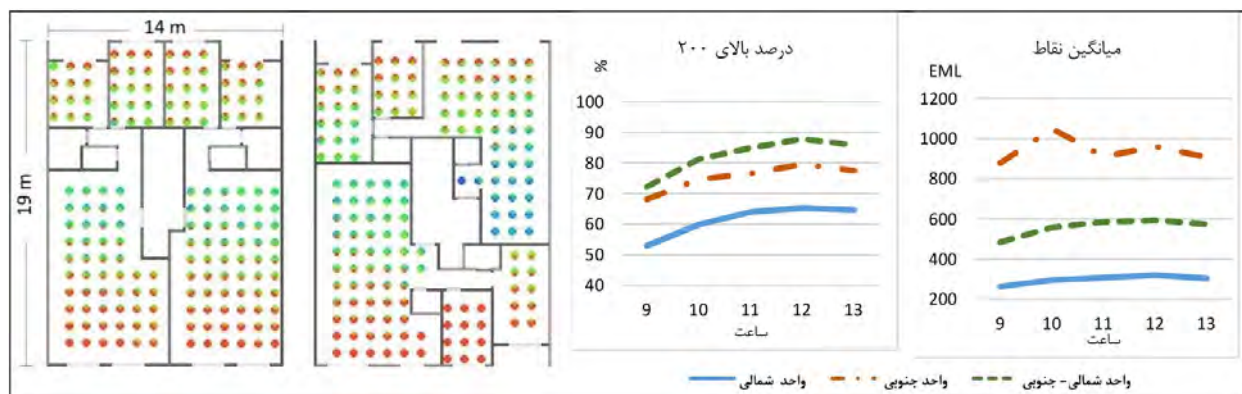 14 m
19 m
درصد بالای ۲۰۰
%
100
90
80
70
60
50
40
9 10 11 12 13
ساعت
میانگین نقاط
EML
1200
1000
800
600
400
200
9 10 11 12 13
ساعت
واحد شمالی
واحد جنوبی
واحد شمالی- جنوبی